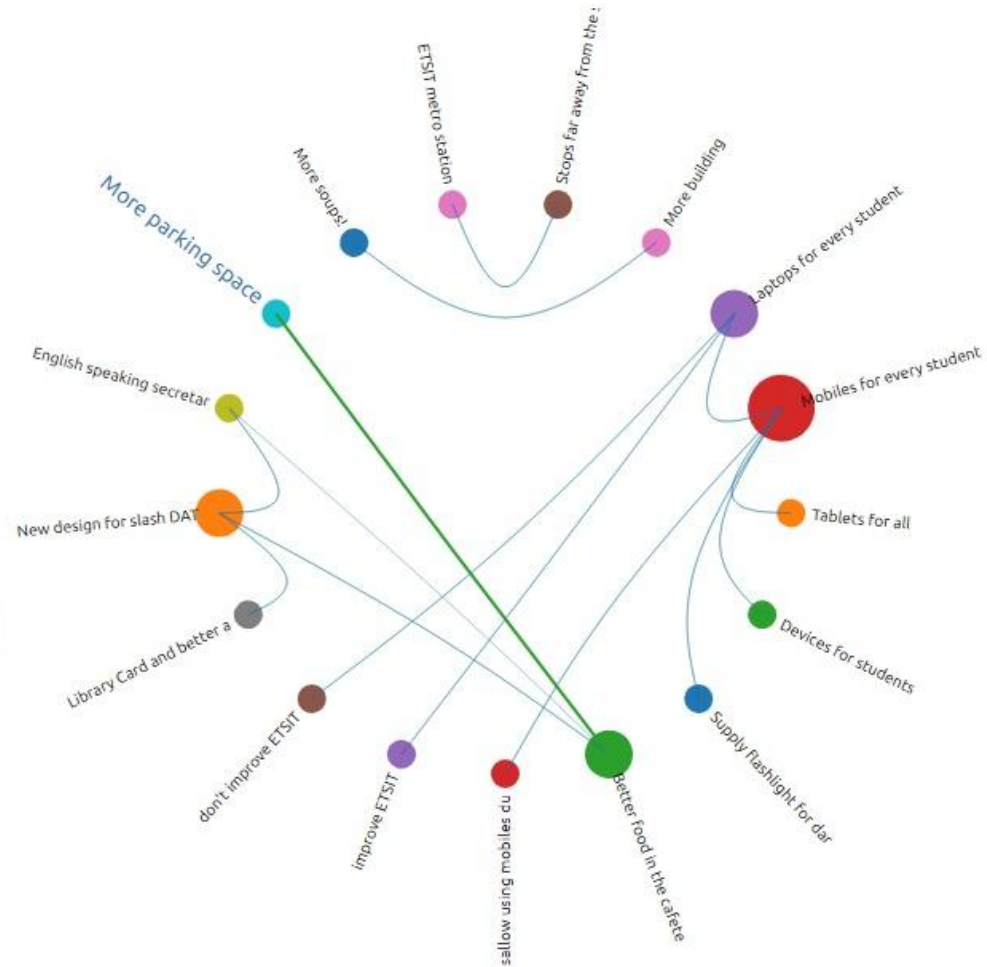 ETSIT metro station
Stops far away from the
More soups!
More building
More parking space
Laptops for every student
English speaking secretar
Mobiles for every student
New design for slash DAT
Tablets for all
Library Card and better a
Devices for students
don't improve ETSIT
Supply flashlight for dar
improve ETSIT
sallow using mobiles du
Better food in the cafete